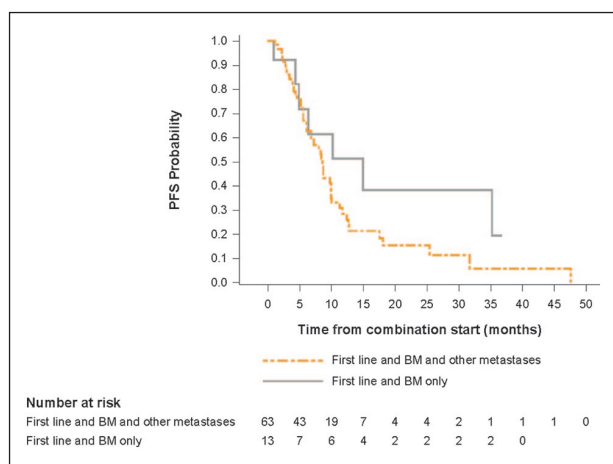 PFS Probability
1.0
0.9
0.8
0.7
0.6
0.5
0.4
0.3
0.2
0.1
0.0
0 5 10 15 20 25 30 35 40 45 50
Time from combination start (months)
First line and BM and other metastases
First line and BM only
Number at risk
First line and BM and other metastases 63 43 19 7 4 4 2 1 1 1 0
First line and BM only 13 7 6 4 2 2 2 2 0